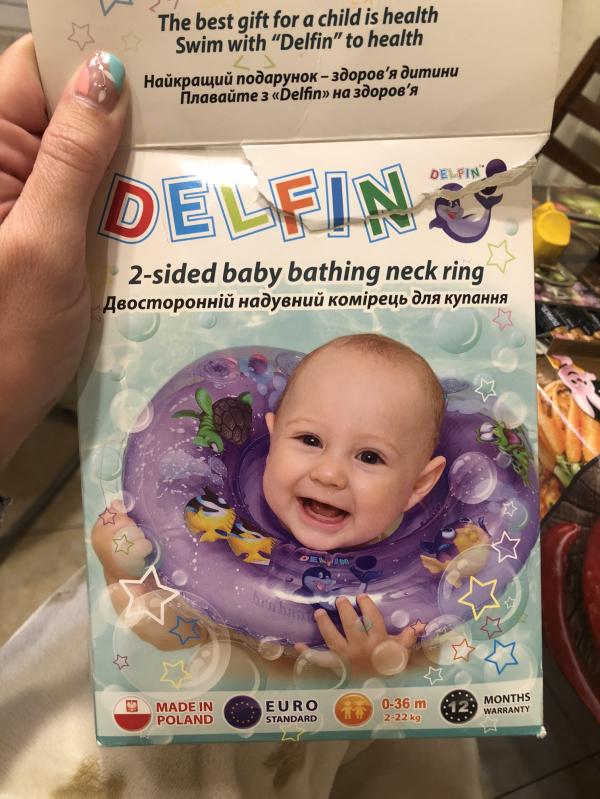 The best gift for a child is health
Swim with "Delfin" to health
Найкращий подарунок – здоров'я дитини
Плавайте з «Delfin» на здоров'я
DELFIN
DELFIN
2-sided baby bathing neck ring
Двосторонній надувний комірець для купання
DELFIN
MADE IN POLAND
EURO STANDARD
0-36 m
2-22 kg
12
MONTHS WARRANTY